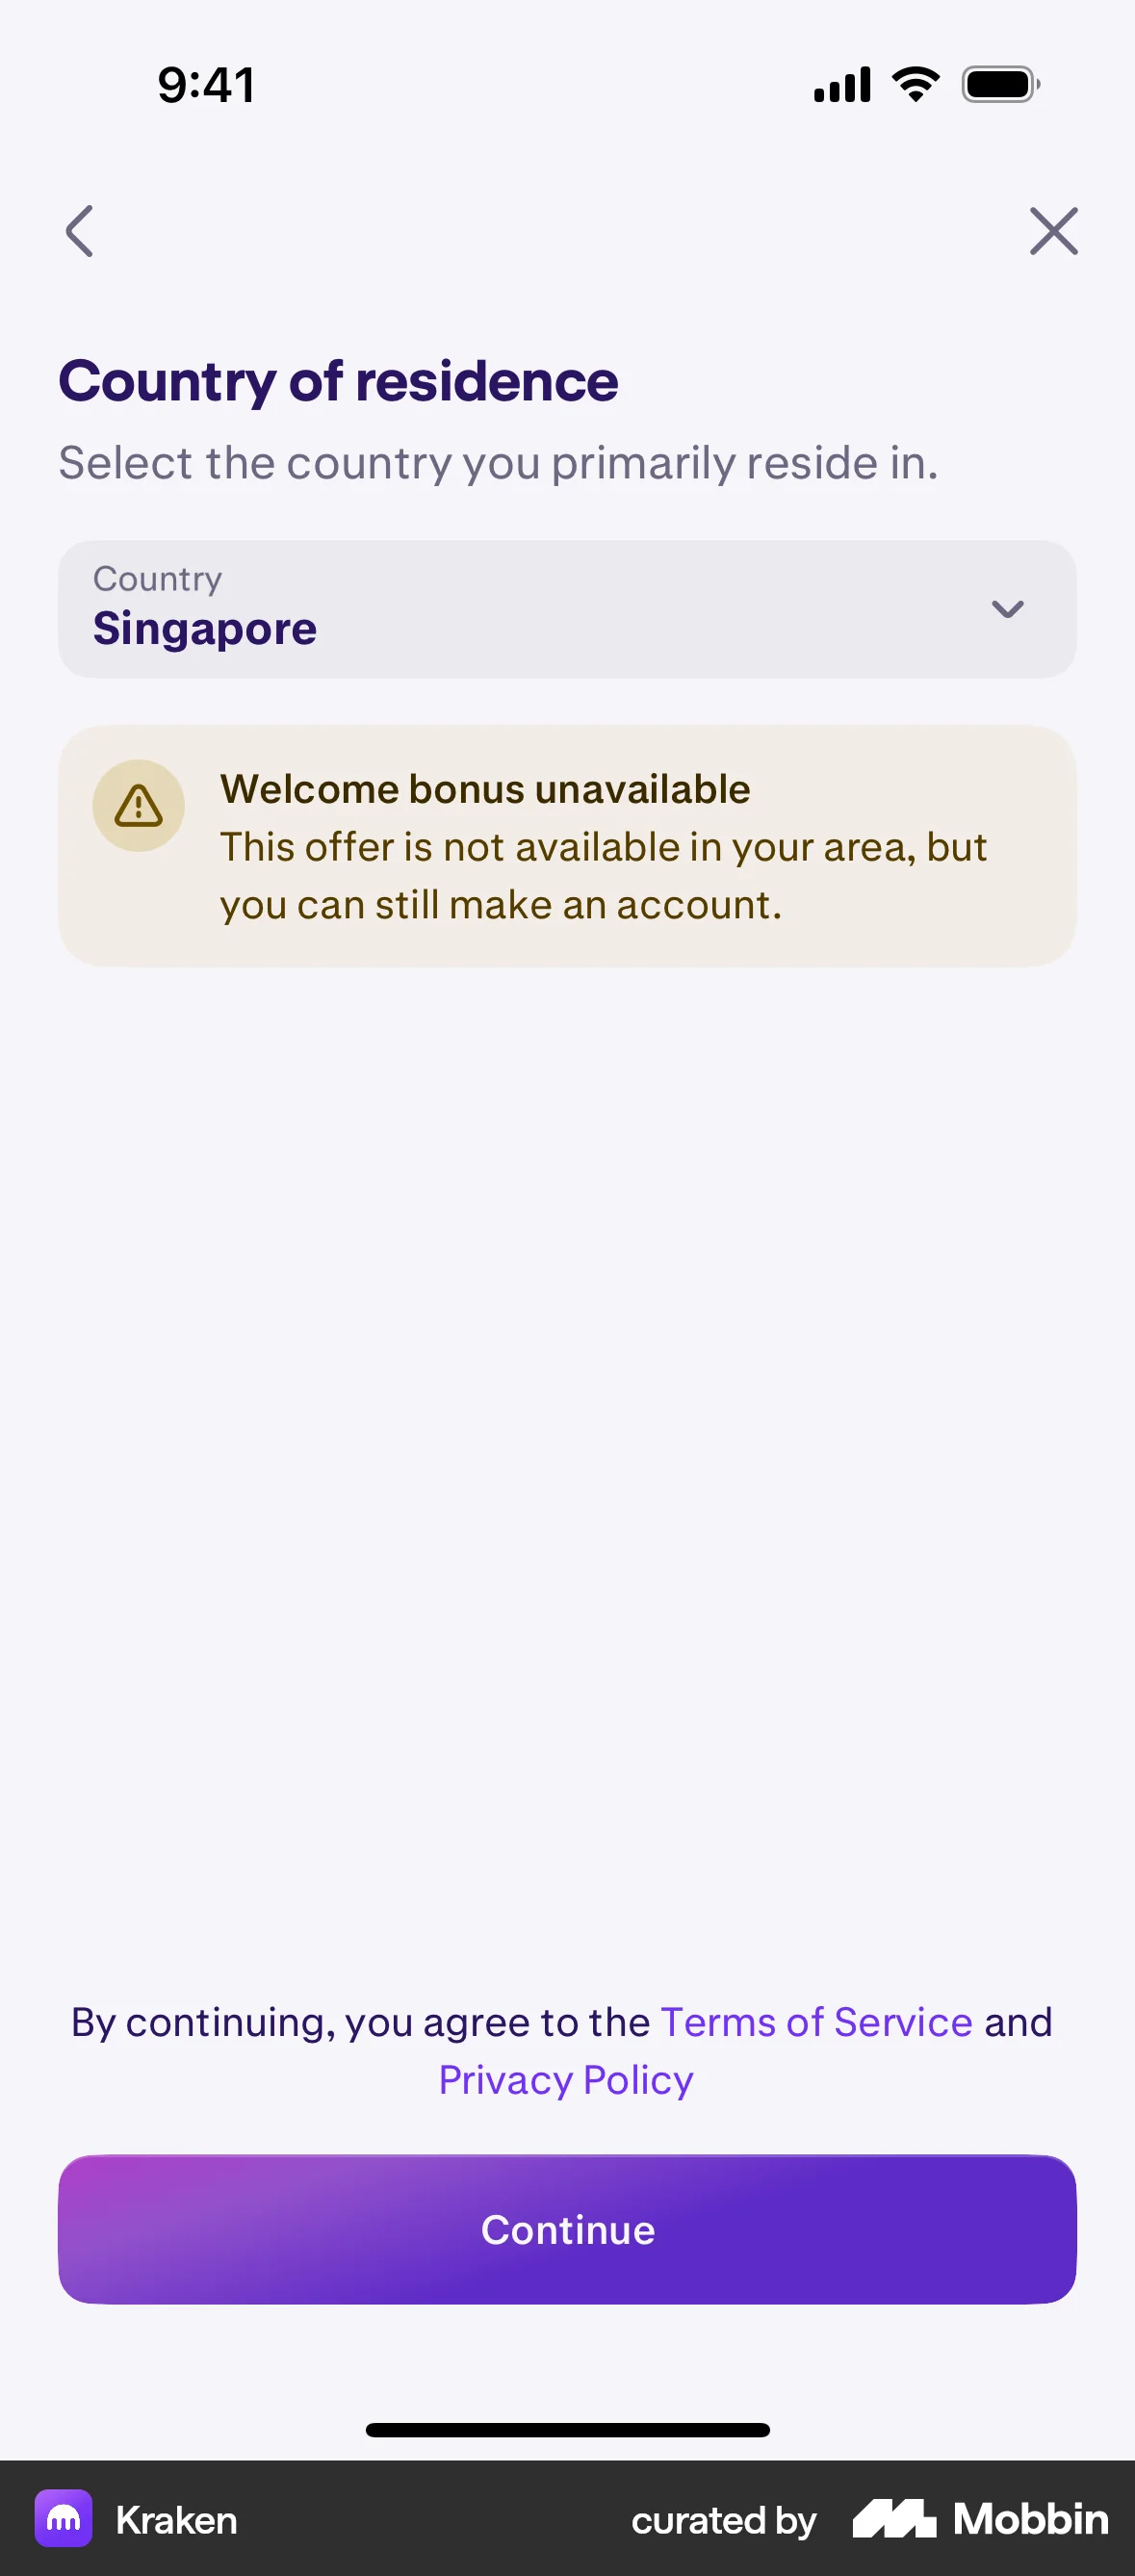 9:41
Country of residence
Select the country you primarily reside in.
Country
Singapore
Welcome bonus unavailable
This offer is not available in your area, but
you can still make an account.
By continuing, you agree to the Terms of Service and
Privacy Policy
Continue
Kraken
curated by Mobbin